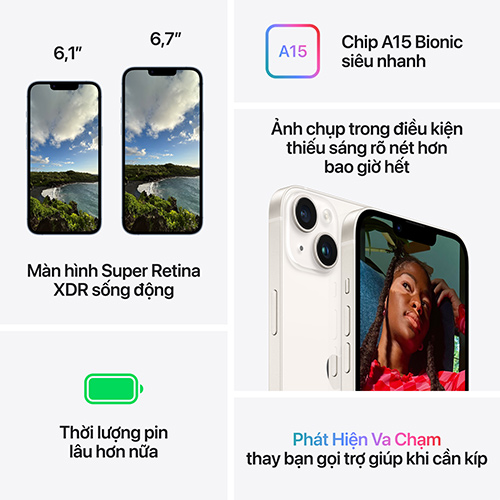 6,1"
6,7"
Màn hình Super Retina
XDR sống động
A15
Chip A15 Bionic
siêu nhanh
Ảnh chụp trong điều kiện
thiếu sáng rõ nét hơn
bao giờ hết
Thời lượng pin
lâu hơn nữa
Phát Hiện Va Chạm
thay bạn gọi trợ giúp khi cần kíp